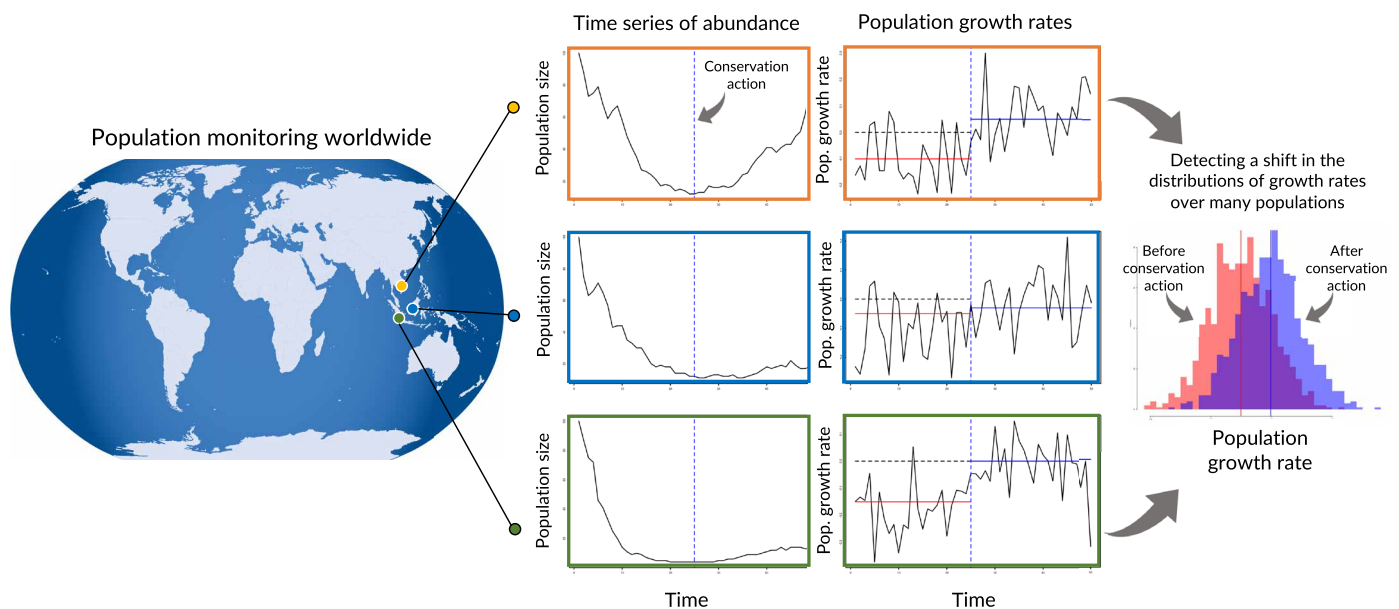 Time series of abundance
Population growth rates
Population monitoring worldwide
Population size
Conservation
action
Pop. growth rate
Population size
Pop. growth rate
Population size
Pop. growth rate
Time
Time
Detecting a shift in the
distributions of growth rates
over many populations
Before
conservation
action
After
conservation
action
Population
growth rate